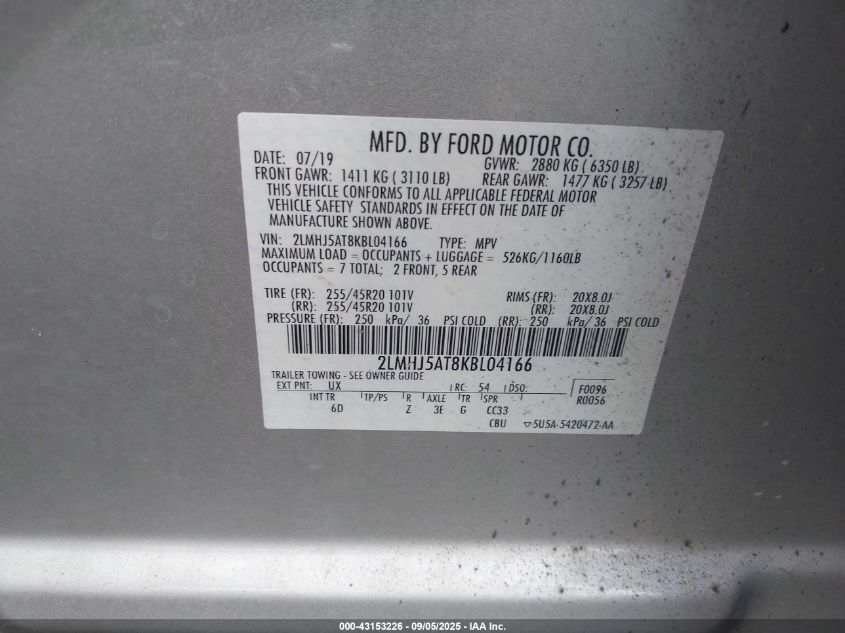 MFD. BY FORD MOTOR CO.
DATE: 07/19 GVWR: 2880 KG ( 6350 LB)
FRONT GAWR: 1411 KG ( 3110 LB) REAR GAWR: 1477 KG ( 3257 LB)
THIS VEHICLE CONFORMS TO ALL APPLICABLE FEDERAL MOTOR
VEHICLE SAFETY STANDARDS IN EFFECT ON THE DATE OF
MANUFACTURE SHOWN ABOVE.
VIN: 2LMHJ5AT8KBL04166 TYPE: MPV
MAXIMUM LOAD = OCCUPANTS + LUGGAGE = 526KG/1160LB
OCCUPANTS = 7 TOTAL; 2 FRONT, 5 REAR
TIRE (FR): 255/45R20 101V RIMS (FR): 20X8.0J
(RR): 255/45R20 101V (RR): 20X8.0J
PRESSURE (FR): 250 kPa/ 36 PSI COLD (RR): 250 kPa/ 36 PSI COLD
2LMHJ5AT8KBL04166
TRAILER TOWING - SEE OWNER GUIDE
EXT PNT: UX RC: 54 DSO: F0096
INT TR TP/PS R AXLE TR SPR R0056
6D Z 3E G CC33
CBU 5U5A-5420472-AA
000-43153226 - 09/05/2025 - IAA Inc.